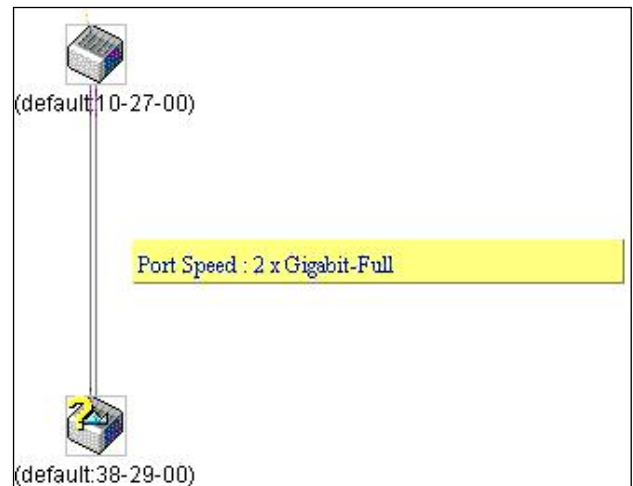 (default:10-27-00)
Port Speed : 2 x Gigabit-Full
(default:38-29-00)